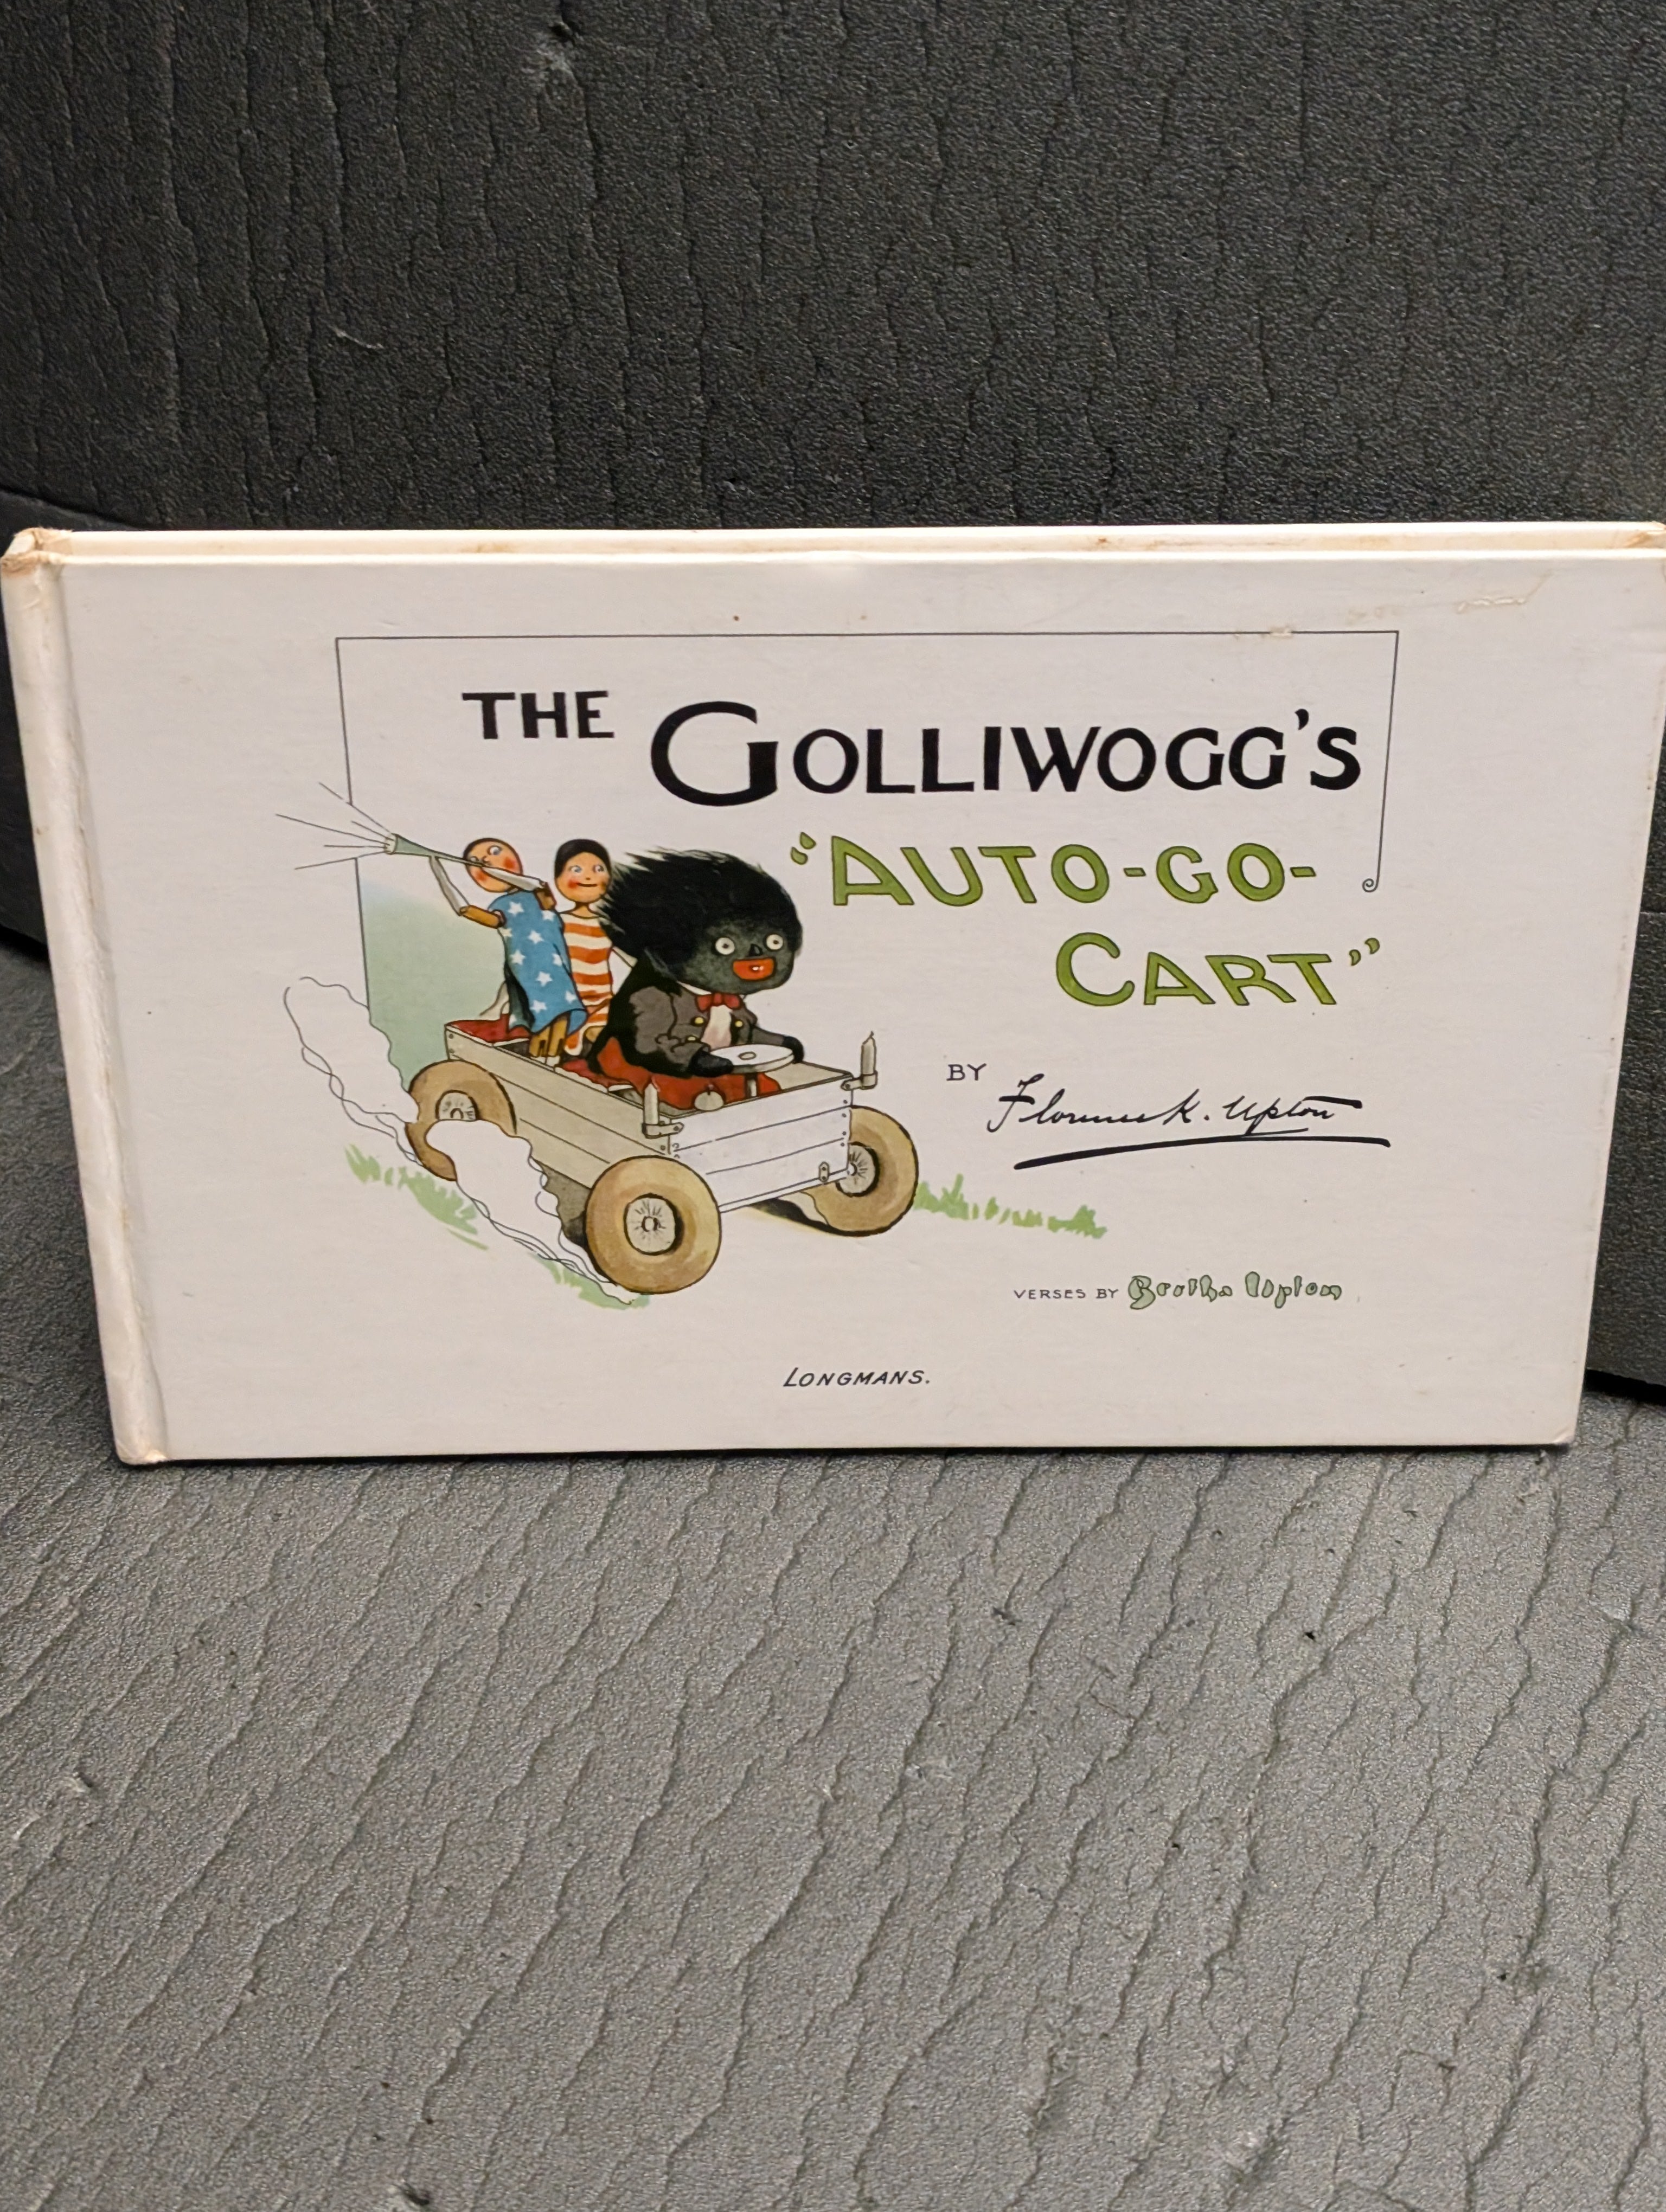 THE GOLLIWOGG'S
"AUTO-GO-
CART"
BY Florence K. Upton
VERSES BY Bertha Upton
LONGMANS.